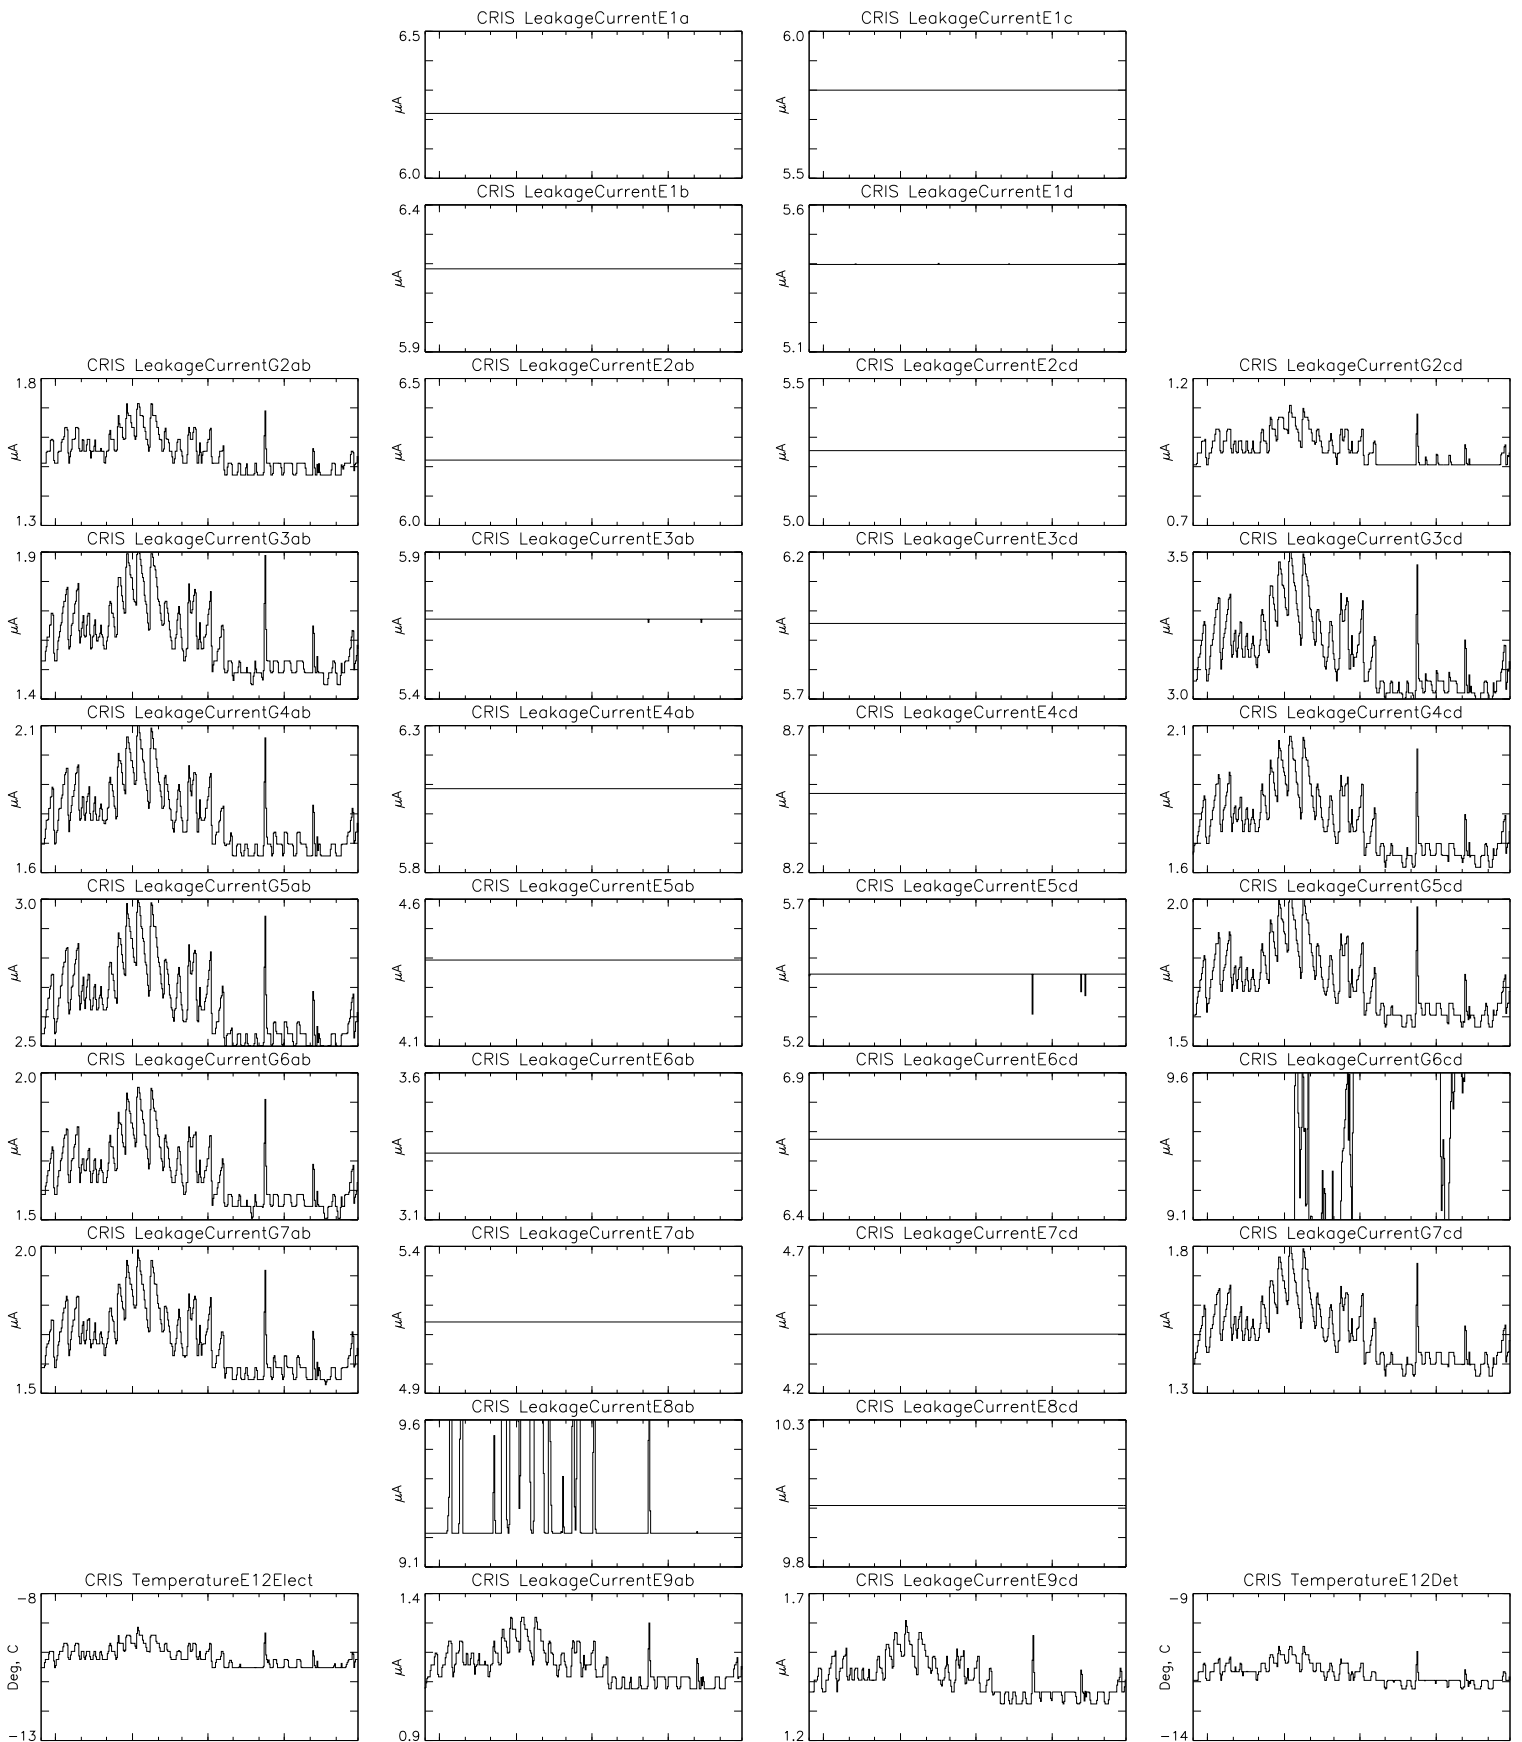 CRIS LeakageCurrentE1a
6.5
μA
6.0
CRIS LeakageCurrentE1c
6.0
μA
5.5
CRIS LeakageCurrentE1b
6.4
μA
5.9
CRIS LeakageCurrentE1d
5.6
μA
5.1
CRIS LeakageCurrentG2ab
1.8
μA
1.3
CRIS LeakageCurrentE2ab
6.5
μA
6.0
CRIS LeakageCurrentE2cd
5.5
μA
5.0
CRIS LeakageCurrentG2cd
1.2
μA
0.7
CRIS LeakageCurrentG3ab
1.9
μA
1.4
CRIS LeakageCurrentE3ab
5.9
μA
5.4
CRIS LeakageCurrentE3cd
6.2
μA
5.7
CRIS LeakageCurrentG3cd
3.5
μA
3.0
CRIS LeakageCurrentG4ab
2.1
μA
1.6
CRIS LeakageCurrentE4ab
6.3
μA
5.8
CRIS LeakageCurrentE4cd
8.7
μA
8.2
CRIS LeakageCurrentG4cd
2.1
μA
1.6
CRIS LeakageCurrentG5ab
3.0
μA
2.5
CRIS LeakageCurrentE5ab
4.6
μA
4.1
CRIS LeakageCurrentE5cd
5.7
μA
5.2
CRIS LeakageCurrentG5cd
2.0
μA
1.5
CRIS LeakageCurrentG6ab
2.0
μA
1.5
CRIS LeakageCurrentE6ab
3.6
μA
3.1
CRIS LeakageCurrentE6cd
6.9
μA
6.4
CRIS LeakageCurrentG6cd
9.6
μA
9.1
CRIS LeakageCurrentG7ab
2.0
μA
1.5
CRIS LeakageCurrentE7ab
5.4
μA
4.9
CRIS LeakageCurrentE7cd
4.7
μA
4.2
CRIS LeakageCurrentG7cd
1.8
μA
1.3
CRIS LeakageCurrentE8ab
9.6
μA
9.1
CRIS LeakageCurrentE8cd
10.3
μA
9.8
CRIS TemperatureE12Elect
-8
Deg, C
-13
CRIS LeakageCurrentE9ab
1.4
μA
0.9
CRIS LeakageCurrentE9cd
1.7
μA
1.2
CRIS TemperatureE12Det
-9
Deg, C
-14